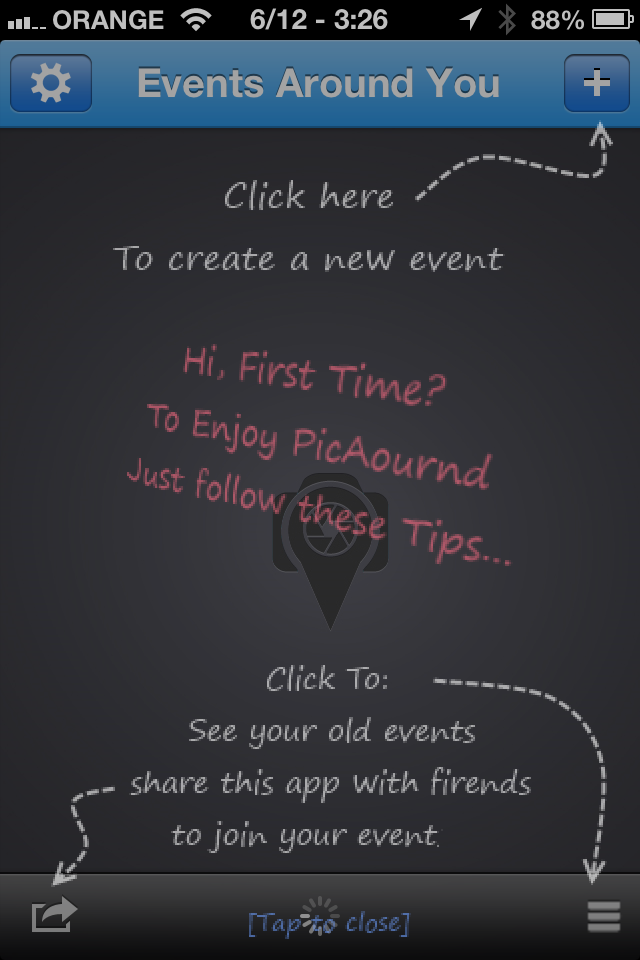 ORANGE 6/12 - 3:26 88%
Events Around You
Click here
To create a new event
Hi, First Time?
To Enjoy PicAournd
Just follow these Tips...
Click To:
See your old events
share this app with firends
to join your event.
[Tap to close]